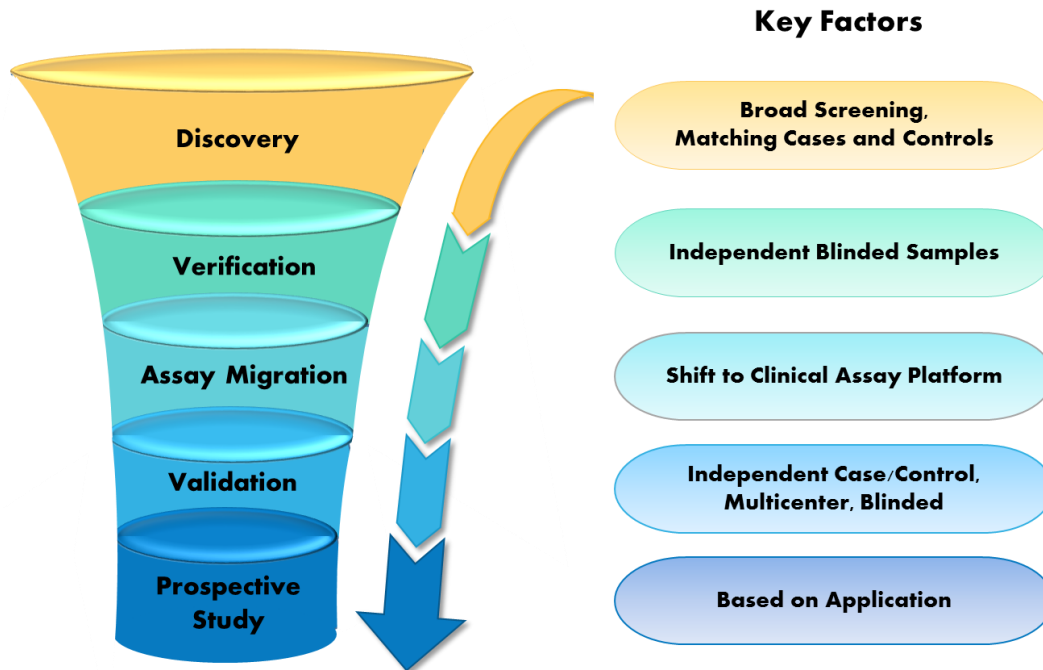 Key Factors
Discovery
Broad Screening,
Matching Cases and Controls
Verification
Independent Blinded Samples
Assay Migration
Shift to Clinical Assay Platform
Validation
Independent Case/Control,
Multicenter, Blinded
Prospective
Study
Based on Application